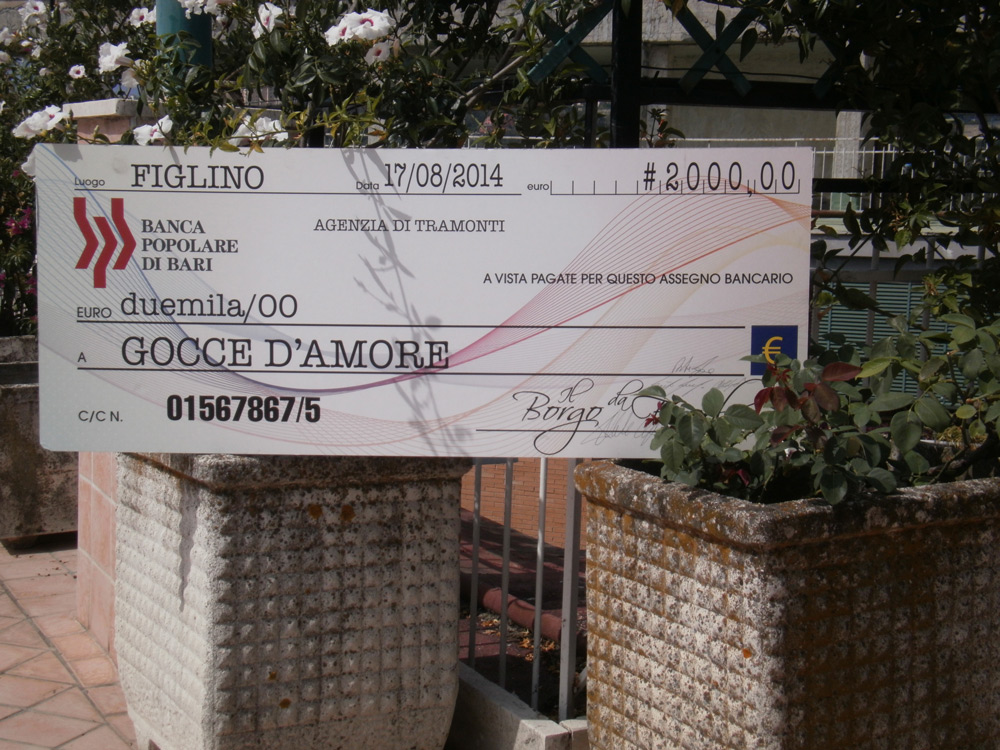 Luogo FIGLINO Data 17/08/2014 euro #2000,00
BANCA
POPOLARE
DI BARI
AGENZIA DI TRAMONTI
A VISTA PAGATE PER QUESTO ASSEGNO BANCARIO
EURO duemila/00
A GOCCE D'AMORE
€
C/C N. 01567867/5
Il
Borgo da